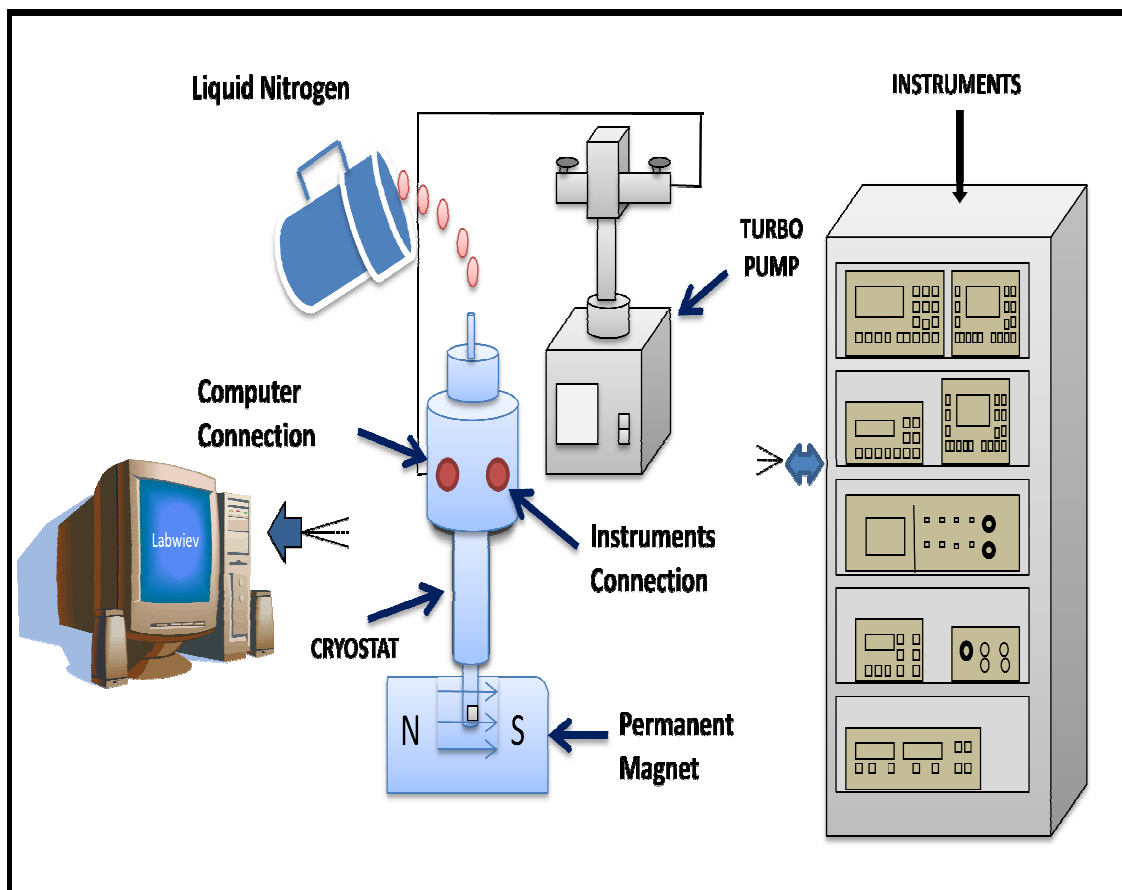 Liquid Nitrogen
INSTRUMENTS
TURBO
PUMP
Computer
Connection
Labwiev
Instruments
Connection
CRYOSTAT
N
S
Permanent
Magnet